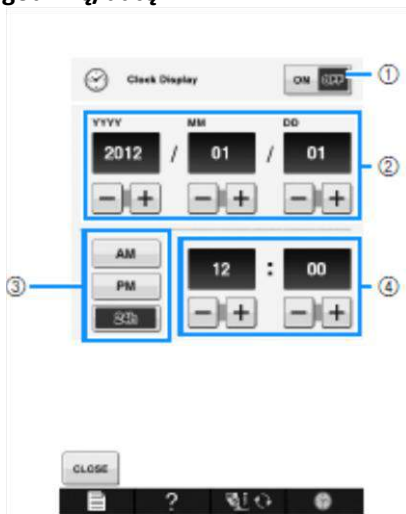 Clock Display ON OFF ①
YYYY MM DD
2012 / 01 / 01 ②
− + − + − +
AM
12 : 00
③ PM ④
24h − + − +
CLOSE
?